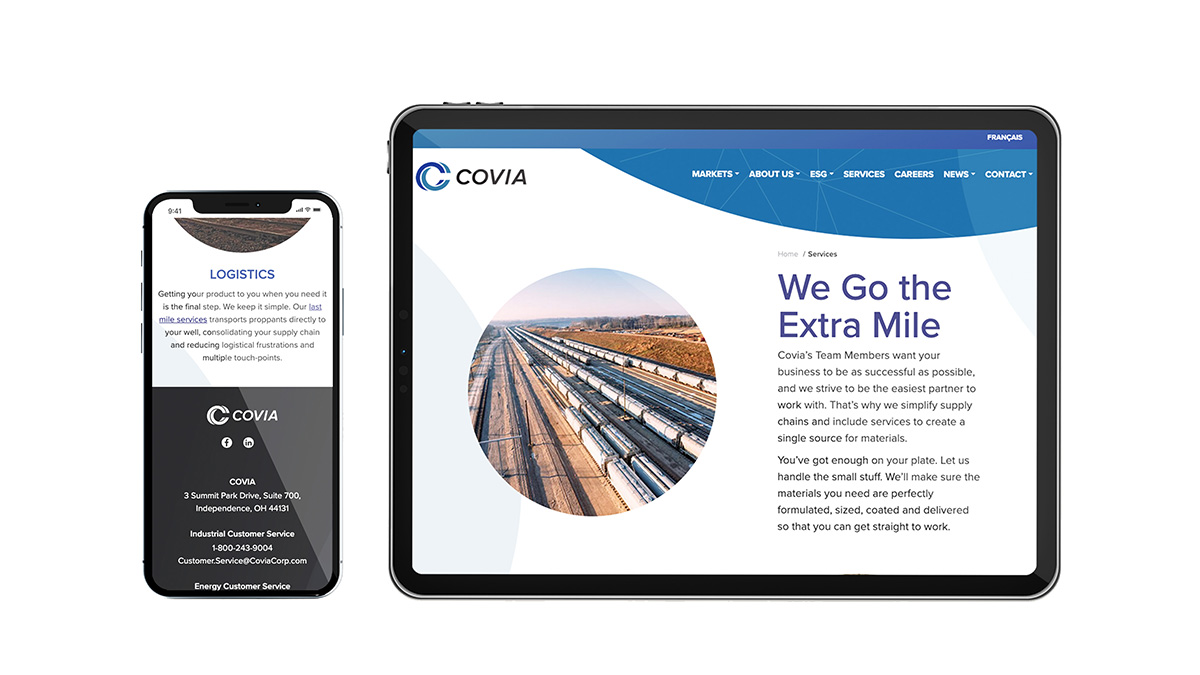 9:41
LOGISTICS
Getting your product to you when you need it
is the final step. We keep it simple. Our last
mile services transports proppants directly to
your well, consolidating your supply chain
and reducing logistical frustrations and
multiple touch-points.
COVIA
COVIA
3 Summit Park Drive, Suite 700,
Independence, OH 44131
Industrial Customer Service
1-800-243-9004
Customer.Service@CoviaCorp.com
Energy Customer Service
FRANÇAIS
COVIA
MARKETS ABOUT US ESG SERVICES CAREERS NEWS CONTACT
Home / Services
We Go the
Extra Mile
Covia's Team Members want your
business to be as successful as possible,
and we strive to be the easiest partner to
work with. That's why we simplify supply
chains and include services to create a
single source for materials.
You've got enough on your plate. Let us
handle the small stuff. We'll make sure the
materials you need are perfectly
formulated, sized, coated and delivered
so that you can get straight to work.